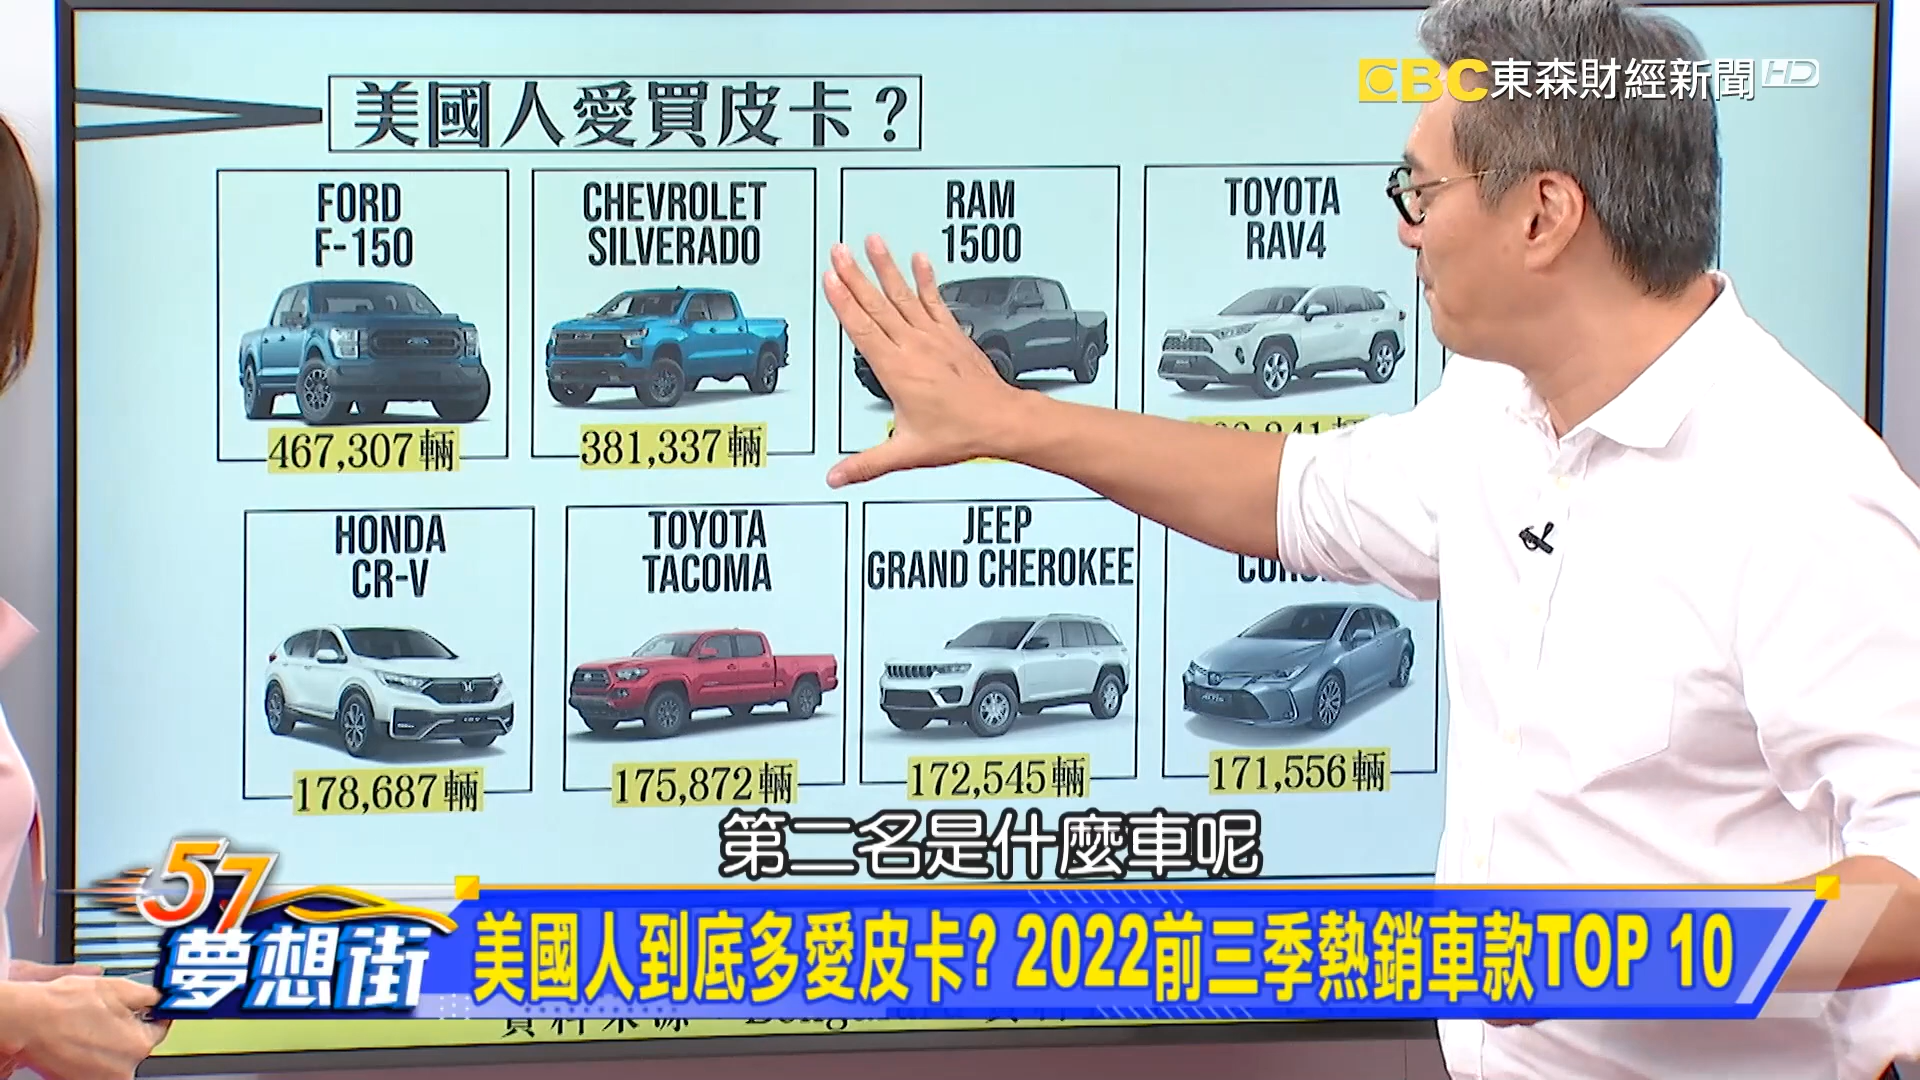 EBC 東森財經新聞 HD
美國人愛買皮卡？
FORD
F-150
467,307輛
CHEVROLET
SILVERADO
381,337輛
RAM
1500
TOYOTA
RAV4
HONDA
CR-V
178,687輛
TOYOTA
TACOMA
175,872輛
JEEP
GRAND CHEROKEE
172,545輛
171,556輛
第二名是什麼車呢
57
夢想街
美國人到底多愛皮卡? 2022前三季熱銷車款TOP 10